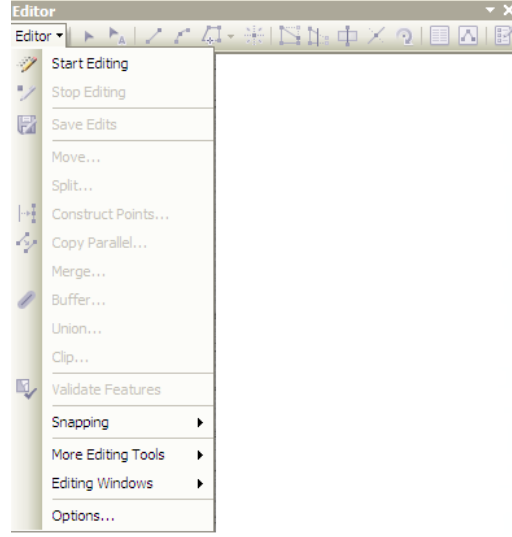 Editor
Editor
Start Editing
Stop Editing
Save Edits
Move...
Split...
Construct Points...
Copy Parallel...
Merge...
Buffer...
Union...
Clip...
Validate Features
Snapping
More Editing Tools
Editing Windows
Options...